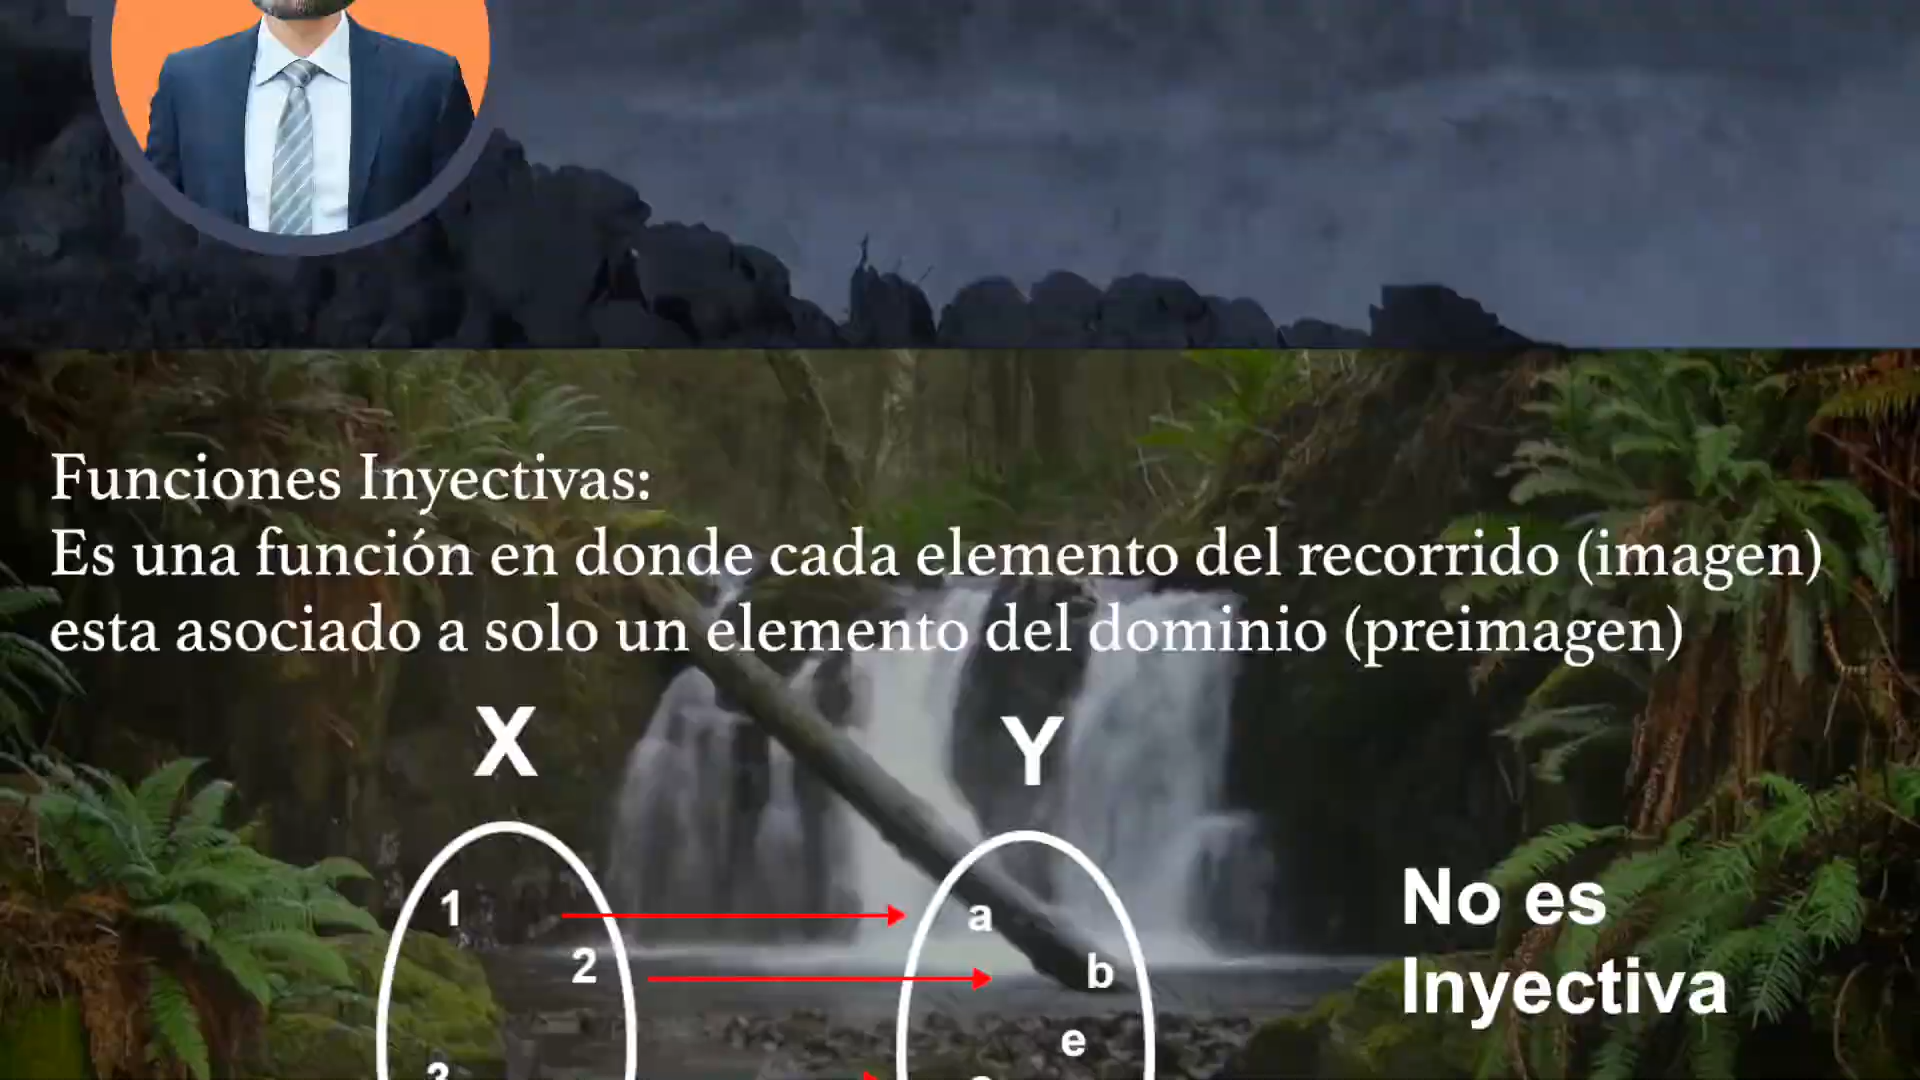 Funciones Inyectivas:
Es una función en donde cada elemento del recorrido (imagen)
esta asociado a solo un elemento del dominio (preimagen)
X
Y
1
a
2
b
e
No es
Inyectiva